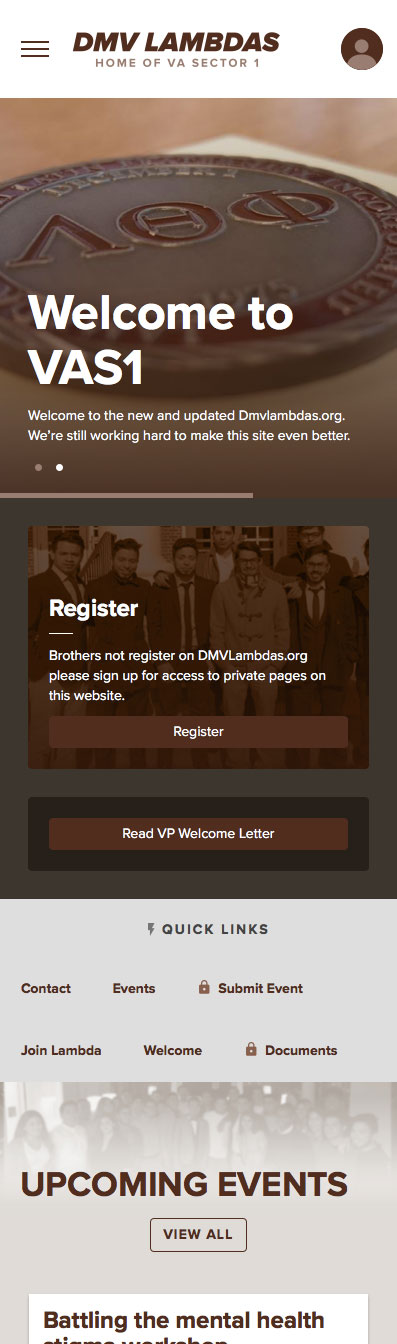 DMV LAMBDAS
HOME OF VA SECTOR 1
ΛΘΦ
Welcome to
VAS1
Welcome to the new and updated Dmvlambdas.org.
We're still working hard to make this site even better.
Register
Brothers not register on DMVLambdas.org
please sign up for access to private pages on
this website.
Register
Read VP Welcome Letter
QUICK LINKS
Contact Events Submit Event
Join Lambda Welcome Documents
UPCOMING EVENTS
VIEW ALL
Battling the mental health
stigma workshop